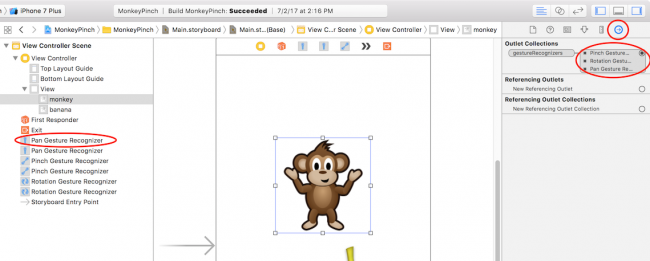 iPhone 7 Plus MonkeyPinch Build MonkeyPinch: Succeeded 7/2/17 at 2:16 PM
MonkeyPinch Main.storyboard Main.st...(Base) View C...r Scene View Controller View monkey
View Controller Scene
View Controller
Top Layout Guide
Bottom Layout Guide
View
monkey
banana
First Responder
Exit
Pan Gesture Recognizer
Pan Gesture Recognizer
Pinch Gesture Recognizer
Pinch Gesture Recognizer
Rotation Gesture Recognizer
Rotation Gesture Recognizer
Storyboard Entry Point
Outlet Collections
gestureRecognizers Pinch Gesture...
Rotation Gestu...
Pan Gesture Re...
Referencing Outlets
New Referencing Outlet
Referencing Outlet Collections
New Referencing Outlet Collection